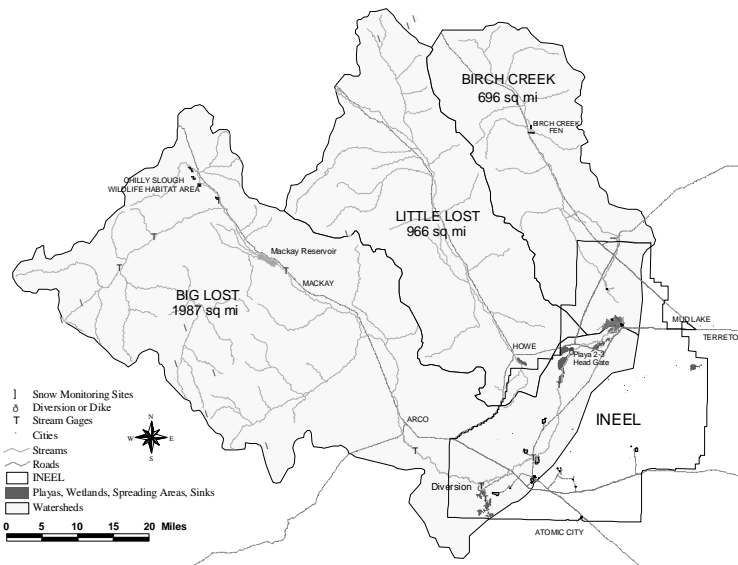 BIRCH CREEK
696 sq mi
BIRCH CREEK
FEN
CHILLY SLOUGH
WILDLIFE HABITAT AREA
LITTLE LOST
966 sq mi
Mackay Reservoir
T
T
T
MACKAY
BIG LOST
1987 sq mi
MUD LAKE
TERRETO
HOWE
Playa 2-3
Head Gate
ARCO
INEEL
T
Diversion
ATOMIC CITY
] Snow Monitoring Sites
Diversion or Dike
T Stream Gages
Cities
Streams
Roads
INEEL
Playas, Wetlands, Spreading Areas, Sinks
Watersheds
N
W E
S
0 5 10 15 20 Miles